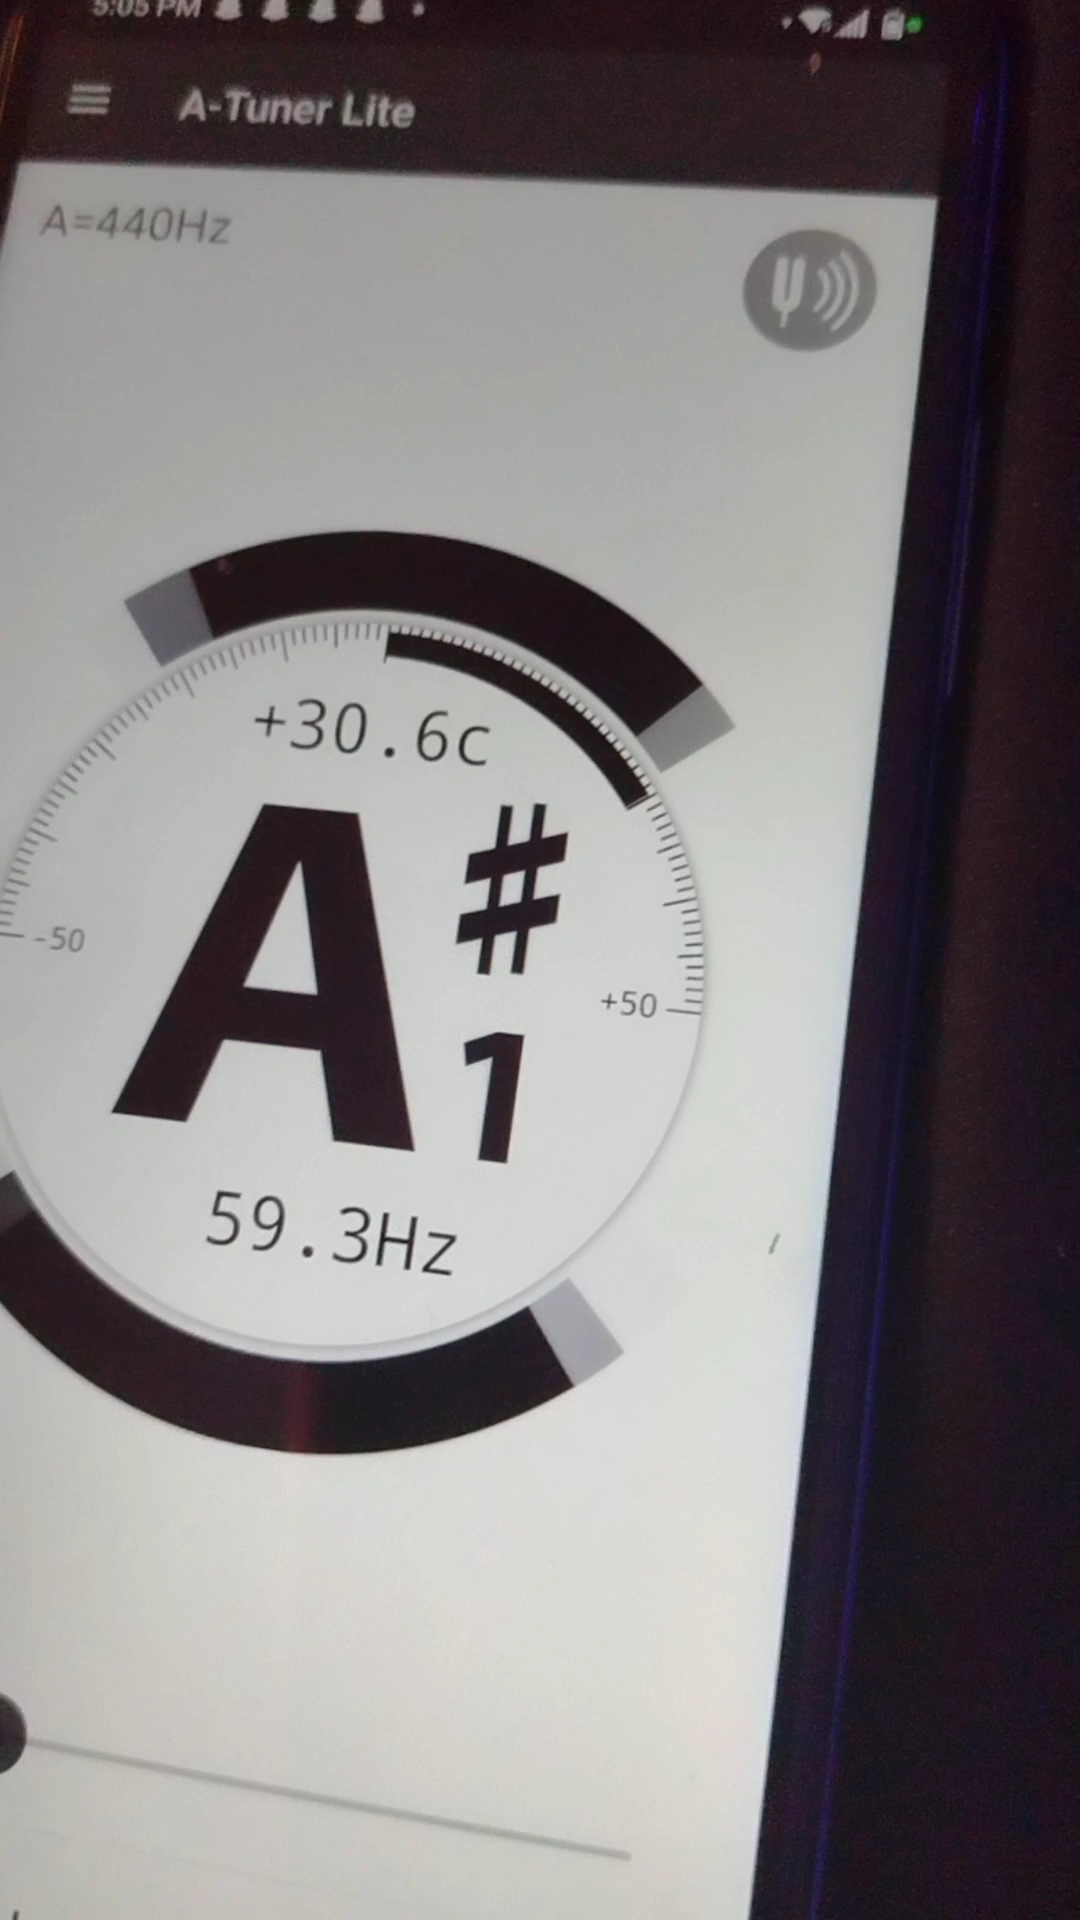 5:05 PM
A-Tuner Lite
A=440Hz
+30.6c
A#
1
-50
+50
59.3Hz